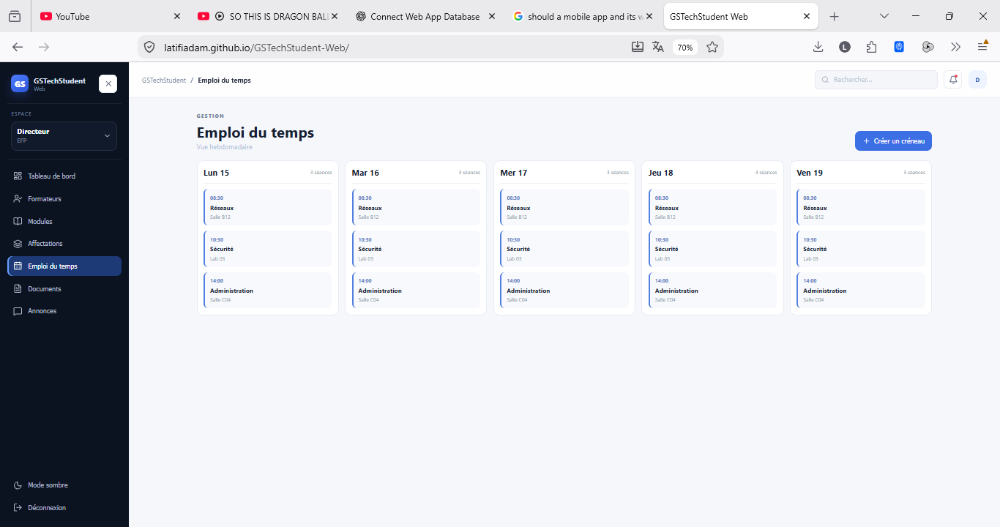 YouTube
SO THIS IS DRAGON BALL
Connect Web App Database
should a mobile app and its w
GSTechStudent Web
latifiadam.github.io/GSTechStudent-Web/
70%
L
GS
GSTechStudent
Web
GSTechStudent / Emploi du temps
Rechercher...
D
ESPACE
Directeur
EFP
Tableau de bord
Formateurs
Modules
Affectations
Emploi du temps
Documents
Annonces
Mode sombre
Déconnexion
GESTION
Emploi du temps
Vue hebdomadaire
Créer un créneau
Lun 15
3 séances
08:30
Réseaux
Salle B12
10:30
Sécurité
Lab 03
14:00
Administration
Salle C04
Mar 16
3 séances
08:30
Réseaux
Salle B12
10:30
Sécurité
Lab 03
14:00
Administration
Salle C04
Mer 17
3 séances
08:30
Réseaux
Salle B12
10:30
Sécurité
Lab 03
14:00
Administration
Salle C04
Jeu 18
3 séances
08:30
Réseaux
Salle B12
10:30
Sécurité
Lab 03
14:00
Administration
Salle C04
Ven 19
3 séances
08:30
Réseaux
Salle B12
10:30
Sécurité
Lab 03
14:00
Administration
Salle C04